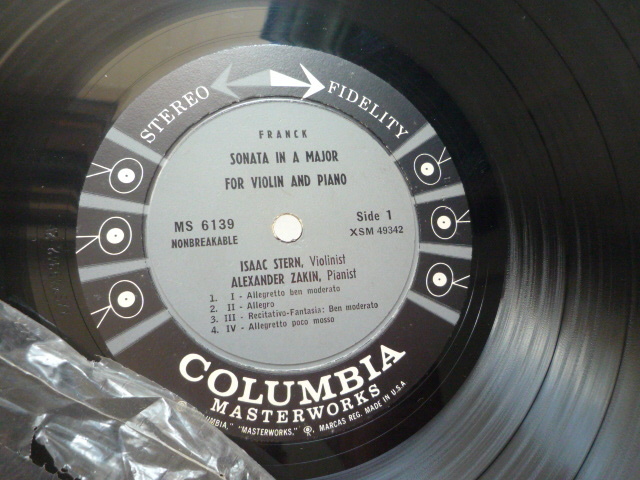 STEREO FIDELITY
FRANCK
SONATA IN A MAJOR
FOR VIOLIN AND PIANO
MS 6139
NONBREAKABLE
Side 1
XSM 49342
ISAAC STERN, Violinist
ALEXANDER ZAKIN, Pianist
1. I - Allegretto ben moderato
2. II - Allegro
3. III - Recitativo-Fantasia: Ben moderato
4. IV - Allegretto poco mosso
COLUMBIA
MASTERWORKS
"MASTERWORKS," ® MARCAS REG. MADE IN U.S.A.